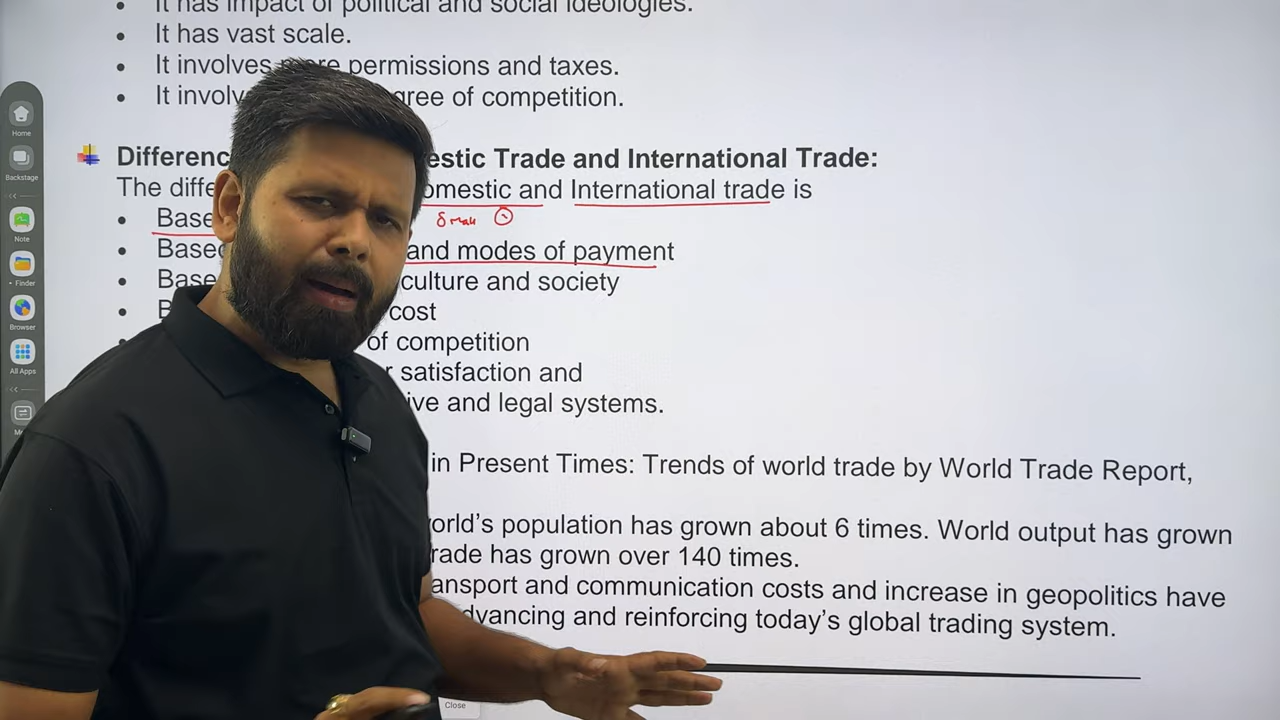 It has impact of political and social ideologies.
It has vast scale.
It involves more permissions and taxes.
It involv gree of competition.
Home
Backstage
Differenc estic Trade and International Trade:
The diffe omestic and International trade is
Base small
Note
Based and modes of payment
Finder
Base culture and society
cost
Browser
of competition
All Apps
satisfaction and
ive and legal systems.
in Present Times: Trends of world trade by World Trade Report,
orld's population has grown about 6 times. World output has grown
rade has grown over 140 times.
ansport and communication costs and increase in geopolitics have
dvancing and reinforcing today's global trading system.
Close